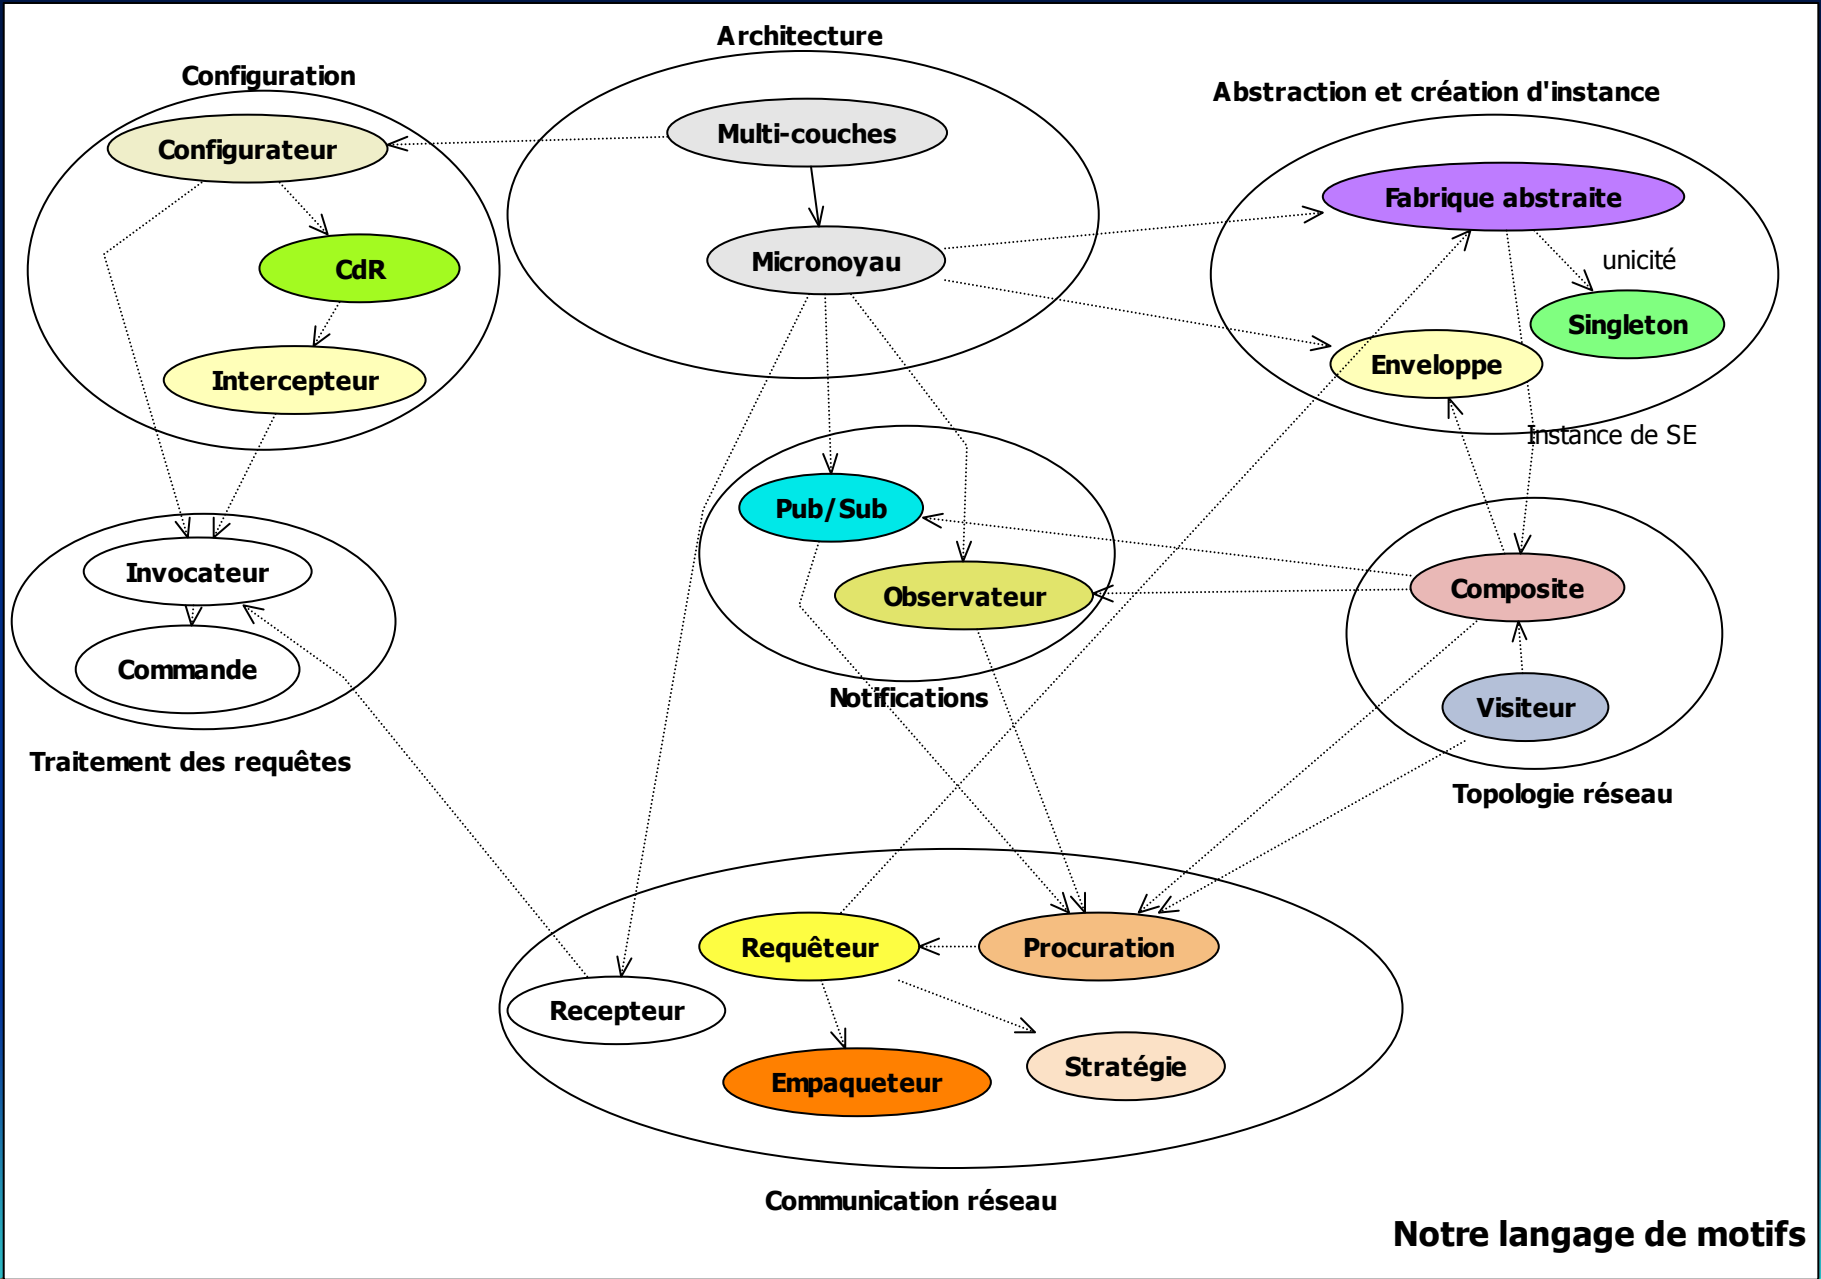 Architecture
Configuration
Abstraction et création d'instance
Multi-couches
Configurateur
Fabrique abstraite
Micronoyau
unicité
CdR
Singleton
Enveloppe
Intercepteur
Instance de SE
Pub/Sub
Invocateur
Composite
Observateur
Commande
Notifications
Visiteur
Traitement des requêtes
Topologie réseau
Requêteur
Procuration
Recepteur
Stratégie
Empaqueteur
Communication réseau
Notre langage de motifs